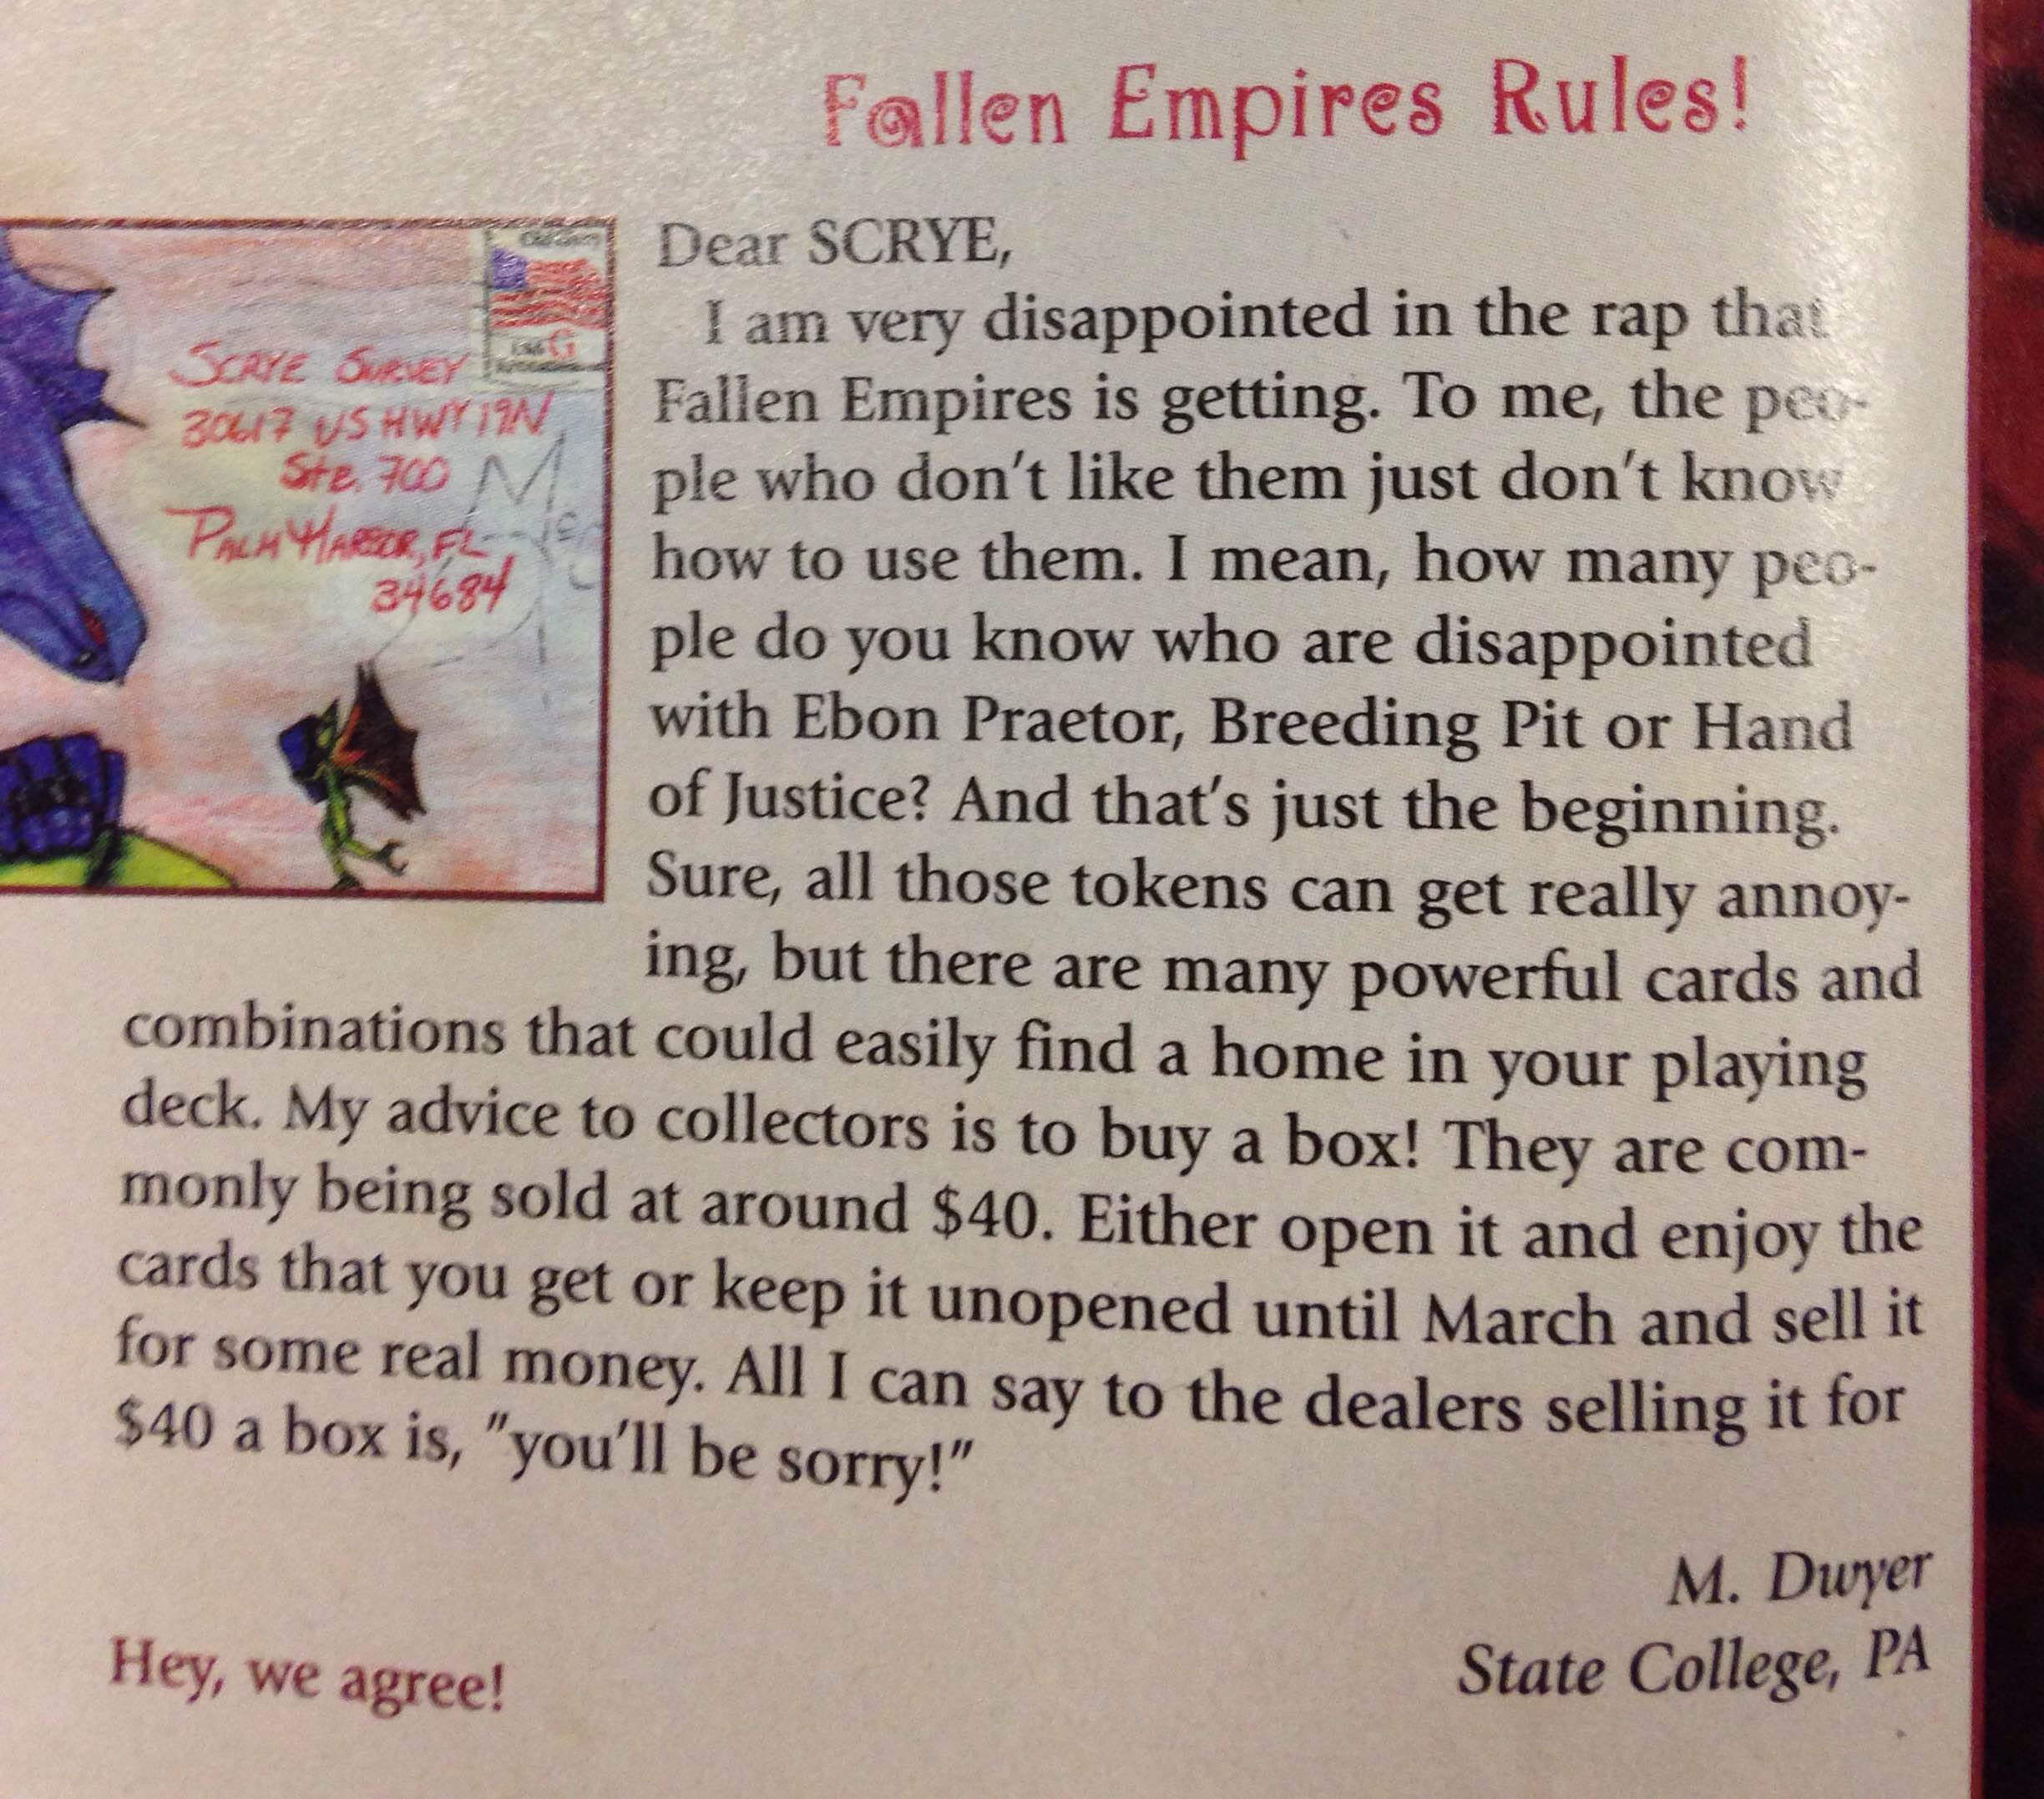 Fallen Empires Rules!
SCRYE SURVEY
30617 US HWY 19N
Ste. 700
PALM HARBOR, FL
34684
G
Dear SCRYE,
I am very disappointed in the rap that
Fallen Empires is getting. To me, the peo-
ple who don't like them just don't know
how to use them. I mean, how many peo-
ple do you know who are disappointed
with Ebon Praetor, Breeding Pit or Hand
of Justice? And that's just the beginning.
Sure, all those tokens can get really annoy-
ing, but there are many powerful cards and
combinations that could easily find a home in your playing
deck. My advice to collectors is to buy a box! They are com-
monly being sold at around $40. Either open it and enjoy the
cards that you get or keep it unopened until March and sell it
for some real money. All I can say to the dealers selling it for
$40 a box is, "you'll be sorry!"
M. Dwyer
State College, PA
Hey, we agree!